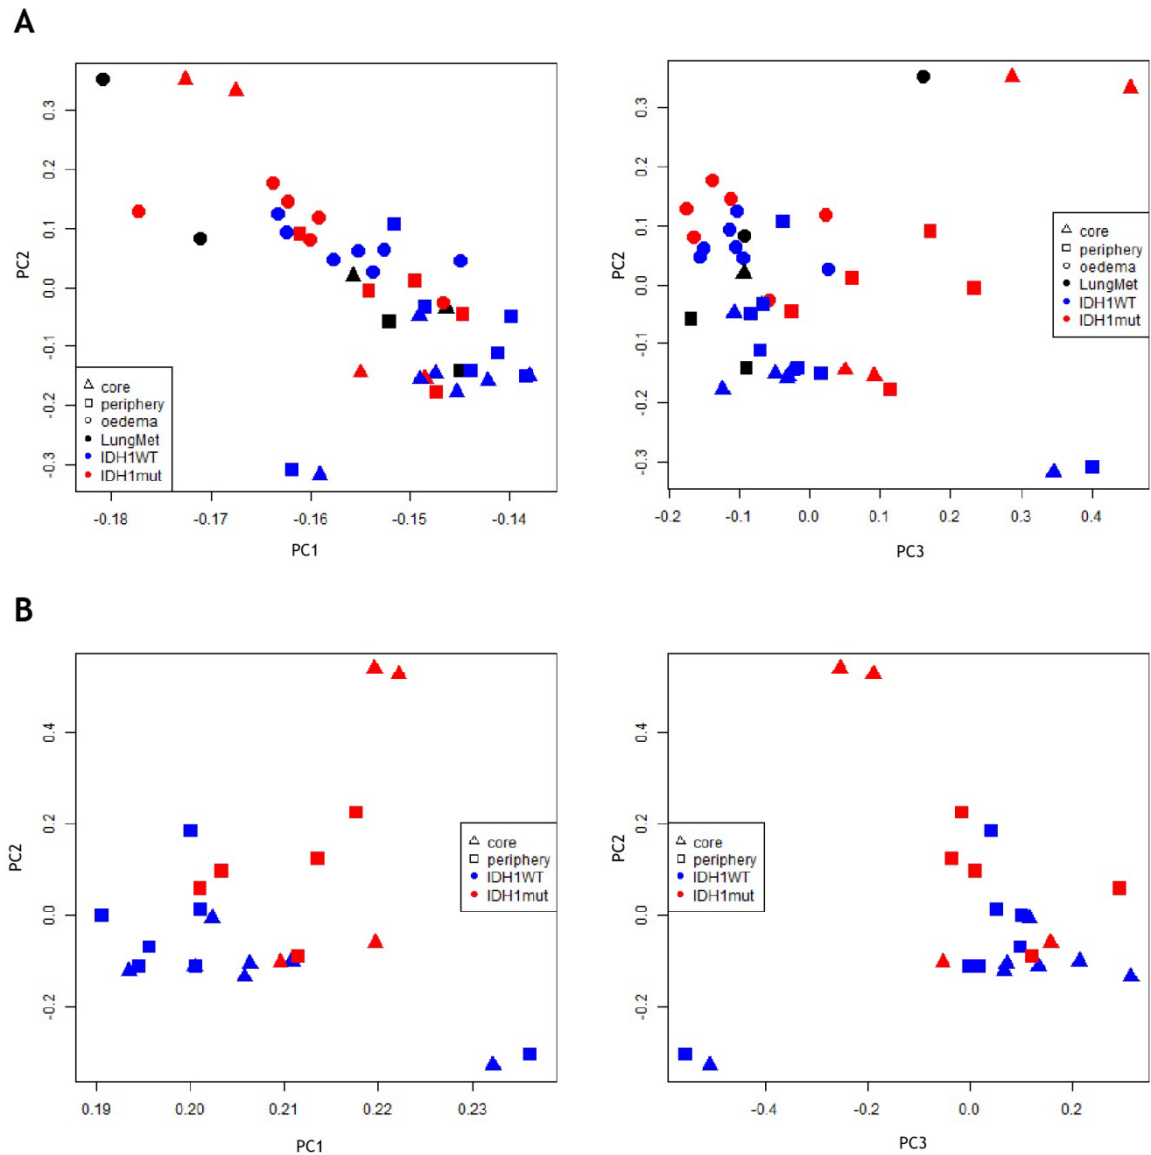 A
PC2
0.3
0.2
0.1
0.0
-0.1
-0.2
-0.3
core
periphery
oedema
LungMet
IDH1WT
IDH1mut
-0.18
-0.17
-0.16
-0.15
-0.14
PC1
PC2
0.3
0.2
0.1
0.0
-0.1
-0.2
-0.3
core
periphery
oedema
LungMet
IDH1WT
IDH1mut
-0.2
-0.1
0.0
0.1
0.2
0.3
0.4
PC3
B
PC2
0.4
0.2
0.0
-0.2
core
periphery
IDH1WT
IDH1mut
0.19
0.20
0.21
0.22
0.23
PC1
PC2
0.4
0.2
0.0
-0.2
core
periphery
IDH1WT
IDH1mut
-0.4
-0.2
0.0
0.2
PC3